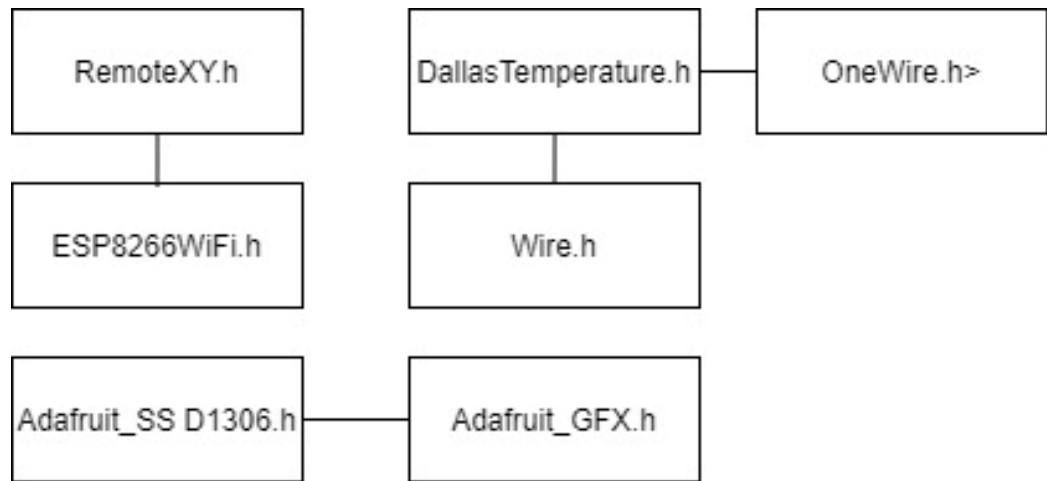 RemoteXY.h
DallasTemperature.h
OneWire.h>
ESP8266WiFi.h
Wire.h
Adafruit_SS D1306.h
Adafruit_GFX.h